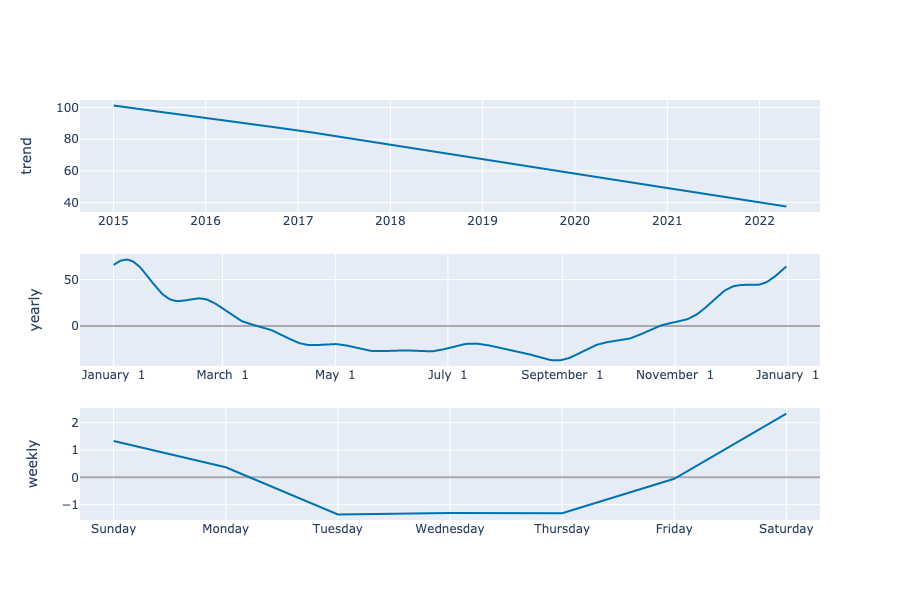 trend
100
80
60
40
2015 2016 2017 2018 2019 2020 2021 2022
yearly
50
0
January 1 March 1 May 1 July 1 September 1 November 1 January 1
weekly
2
1
0
−1
Sunday Monday Tuesday Wednesday Thursday Friday Saturday